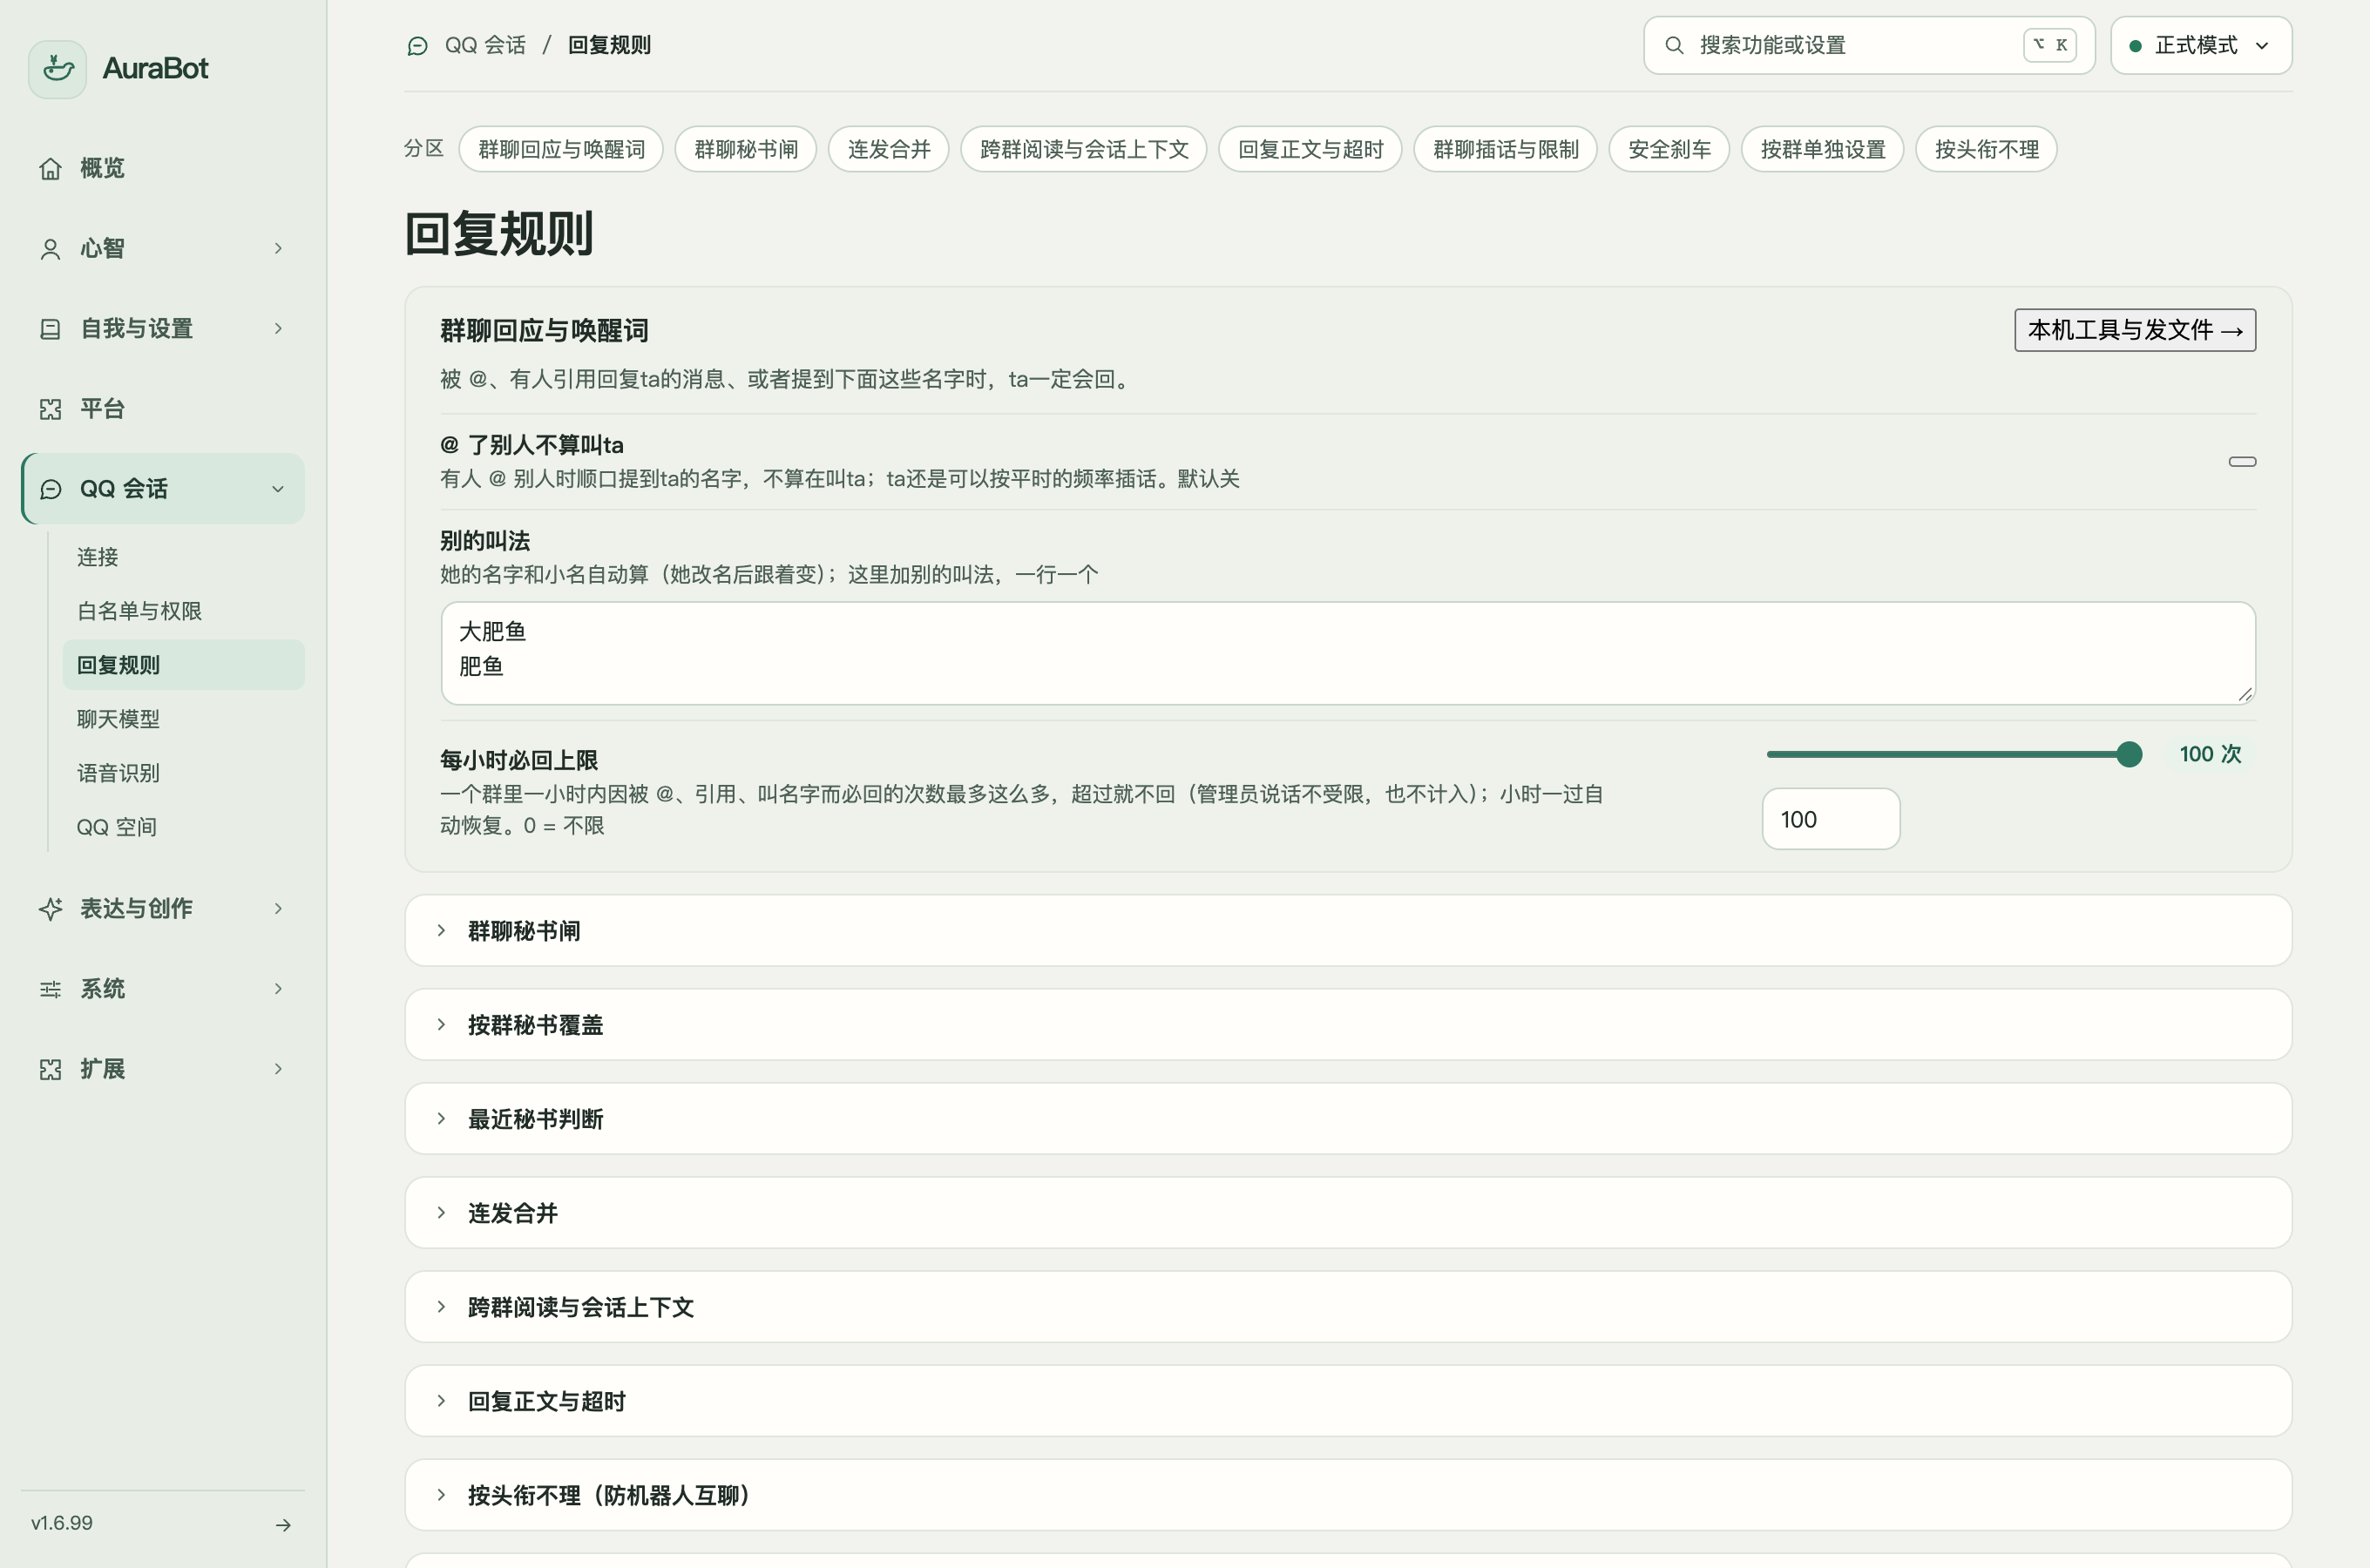 AuraBot
概览
心智
自我与设置
平台
QQ 会话
连接
白名单与权限
回复规则
聊天模型
语音识别
QQ 空间
表达与创作
系统
扩展
v1.6.99 →
QQ 会话 / 回复规则
搜索功能或设置 ⌥ K
正式模式
分区 群聊回应与唤醒词 群聊秘书闸 连发合并 跨群阅读与会话上下文 回复正文与超时 群聊插话与限制 安全刹车 按群单独设置 按头衔不理
回复规则
群聊回应与唤醒词
本机工具与发文件 →
被 @、有人引用回复ta的消息、或者提到下面这些名字时，ta一定会回。
@ 了别人不算叫ta
有人 @ 别人时顺口提到ta的名字，不算在叫ta；ta还是可以按平时的频率插话。默认关
别的叫法
她的名字和小名自动算（她改名后跟着变）；这里加别的叫法，一行一个
大肥鱼
肥鱼
每小时必回上限
100 次
一个群里一小时内因被 @、引用、叫名字而必回的次数最多这么多，超过就不回（管理员说话不受限，也不计入）；小时一过自
动恢复。0 = 不限
100
群聊秘书闸
按群秘书覆盖
最近秘书判断
连发合并
跨群阅读与会话上下文
回复正文与超时
按头衔不理（防机器人互聊）